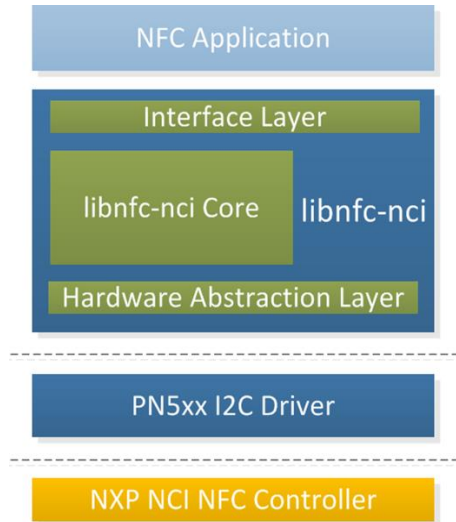 NFC Application
Interface Layer
libnfc-nci Core
libnfc-nci
Hardware Abstraction Layer
PN5xx I2C Driver
NXP NCI NFC Controller